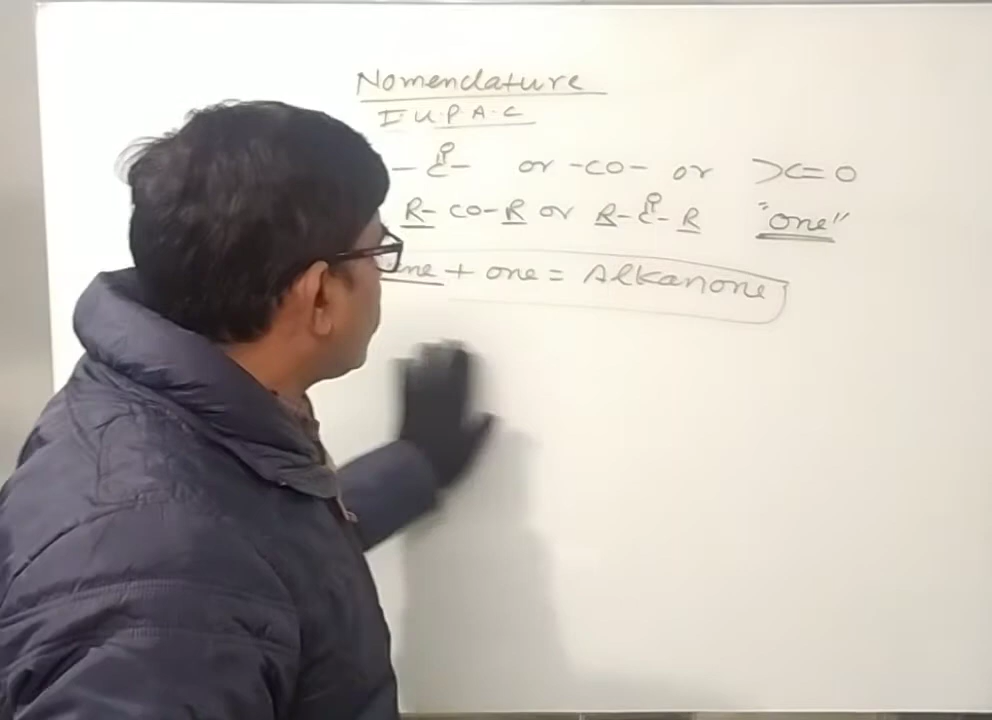 Nomenclature
I.U.P.A.C
-C- or -CO- or >C=O
O
R-CO-R or R-C-R "one"
O
+ one = Alkanone